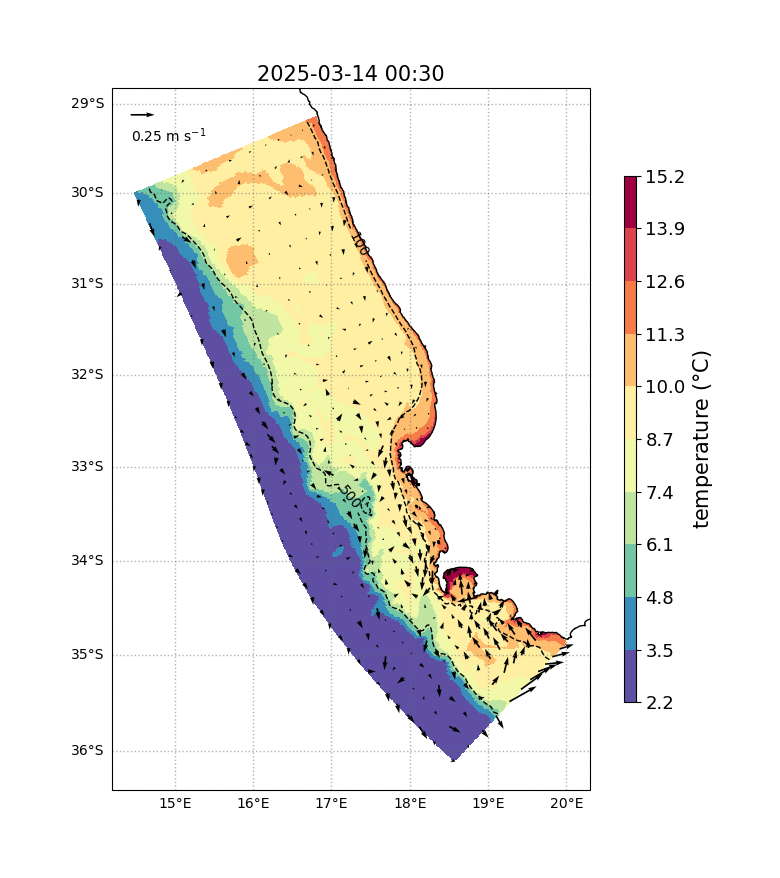 2025-03-14 00:30
0.25 m s⁻¹
29°S
30°S
31°S
32°S
33°S
34°S
35°S
36°S
15°E
16°E
17°E
18°E
19°E
20°E
100
500
15.2
13.9
12.6
11.3
10.0
8.7
7.4
6.1
4.8
3.5
2.2
temperature (°C)